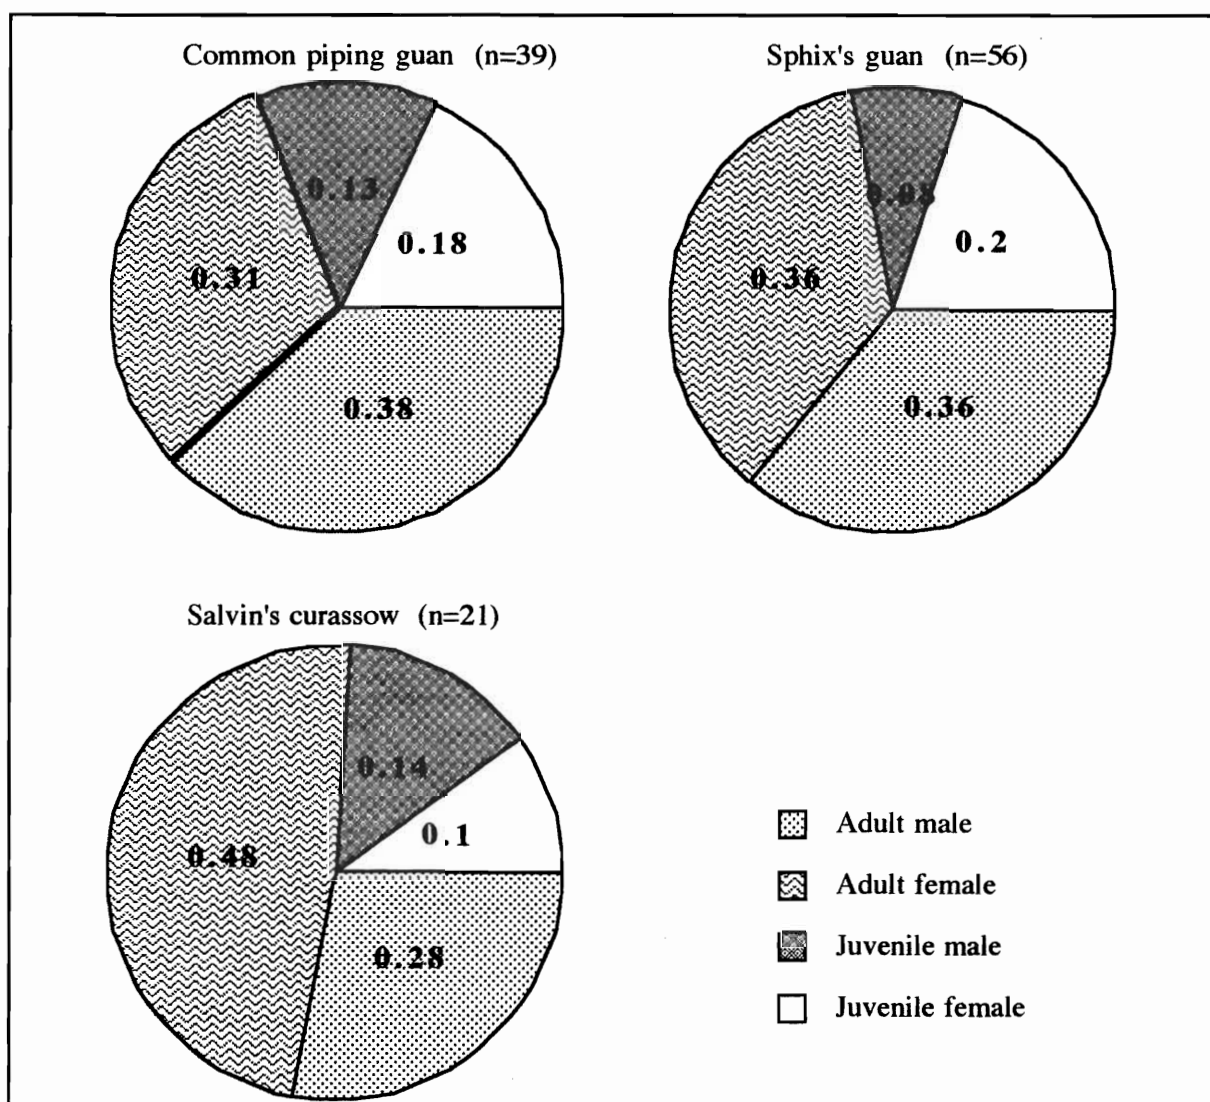 Common piping guan (n=39)
Sphix's guan (n=56)
0.13
0.18
0.31
0.38
0.08
0.2
0.36
0.36
Salvin's curassow (n=21)
0.14
0.1
0.48
0.28
Adult male
Adult female
Juvenile male
Juvenile female